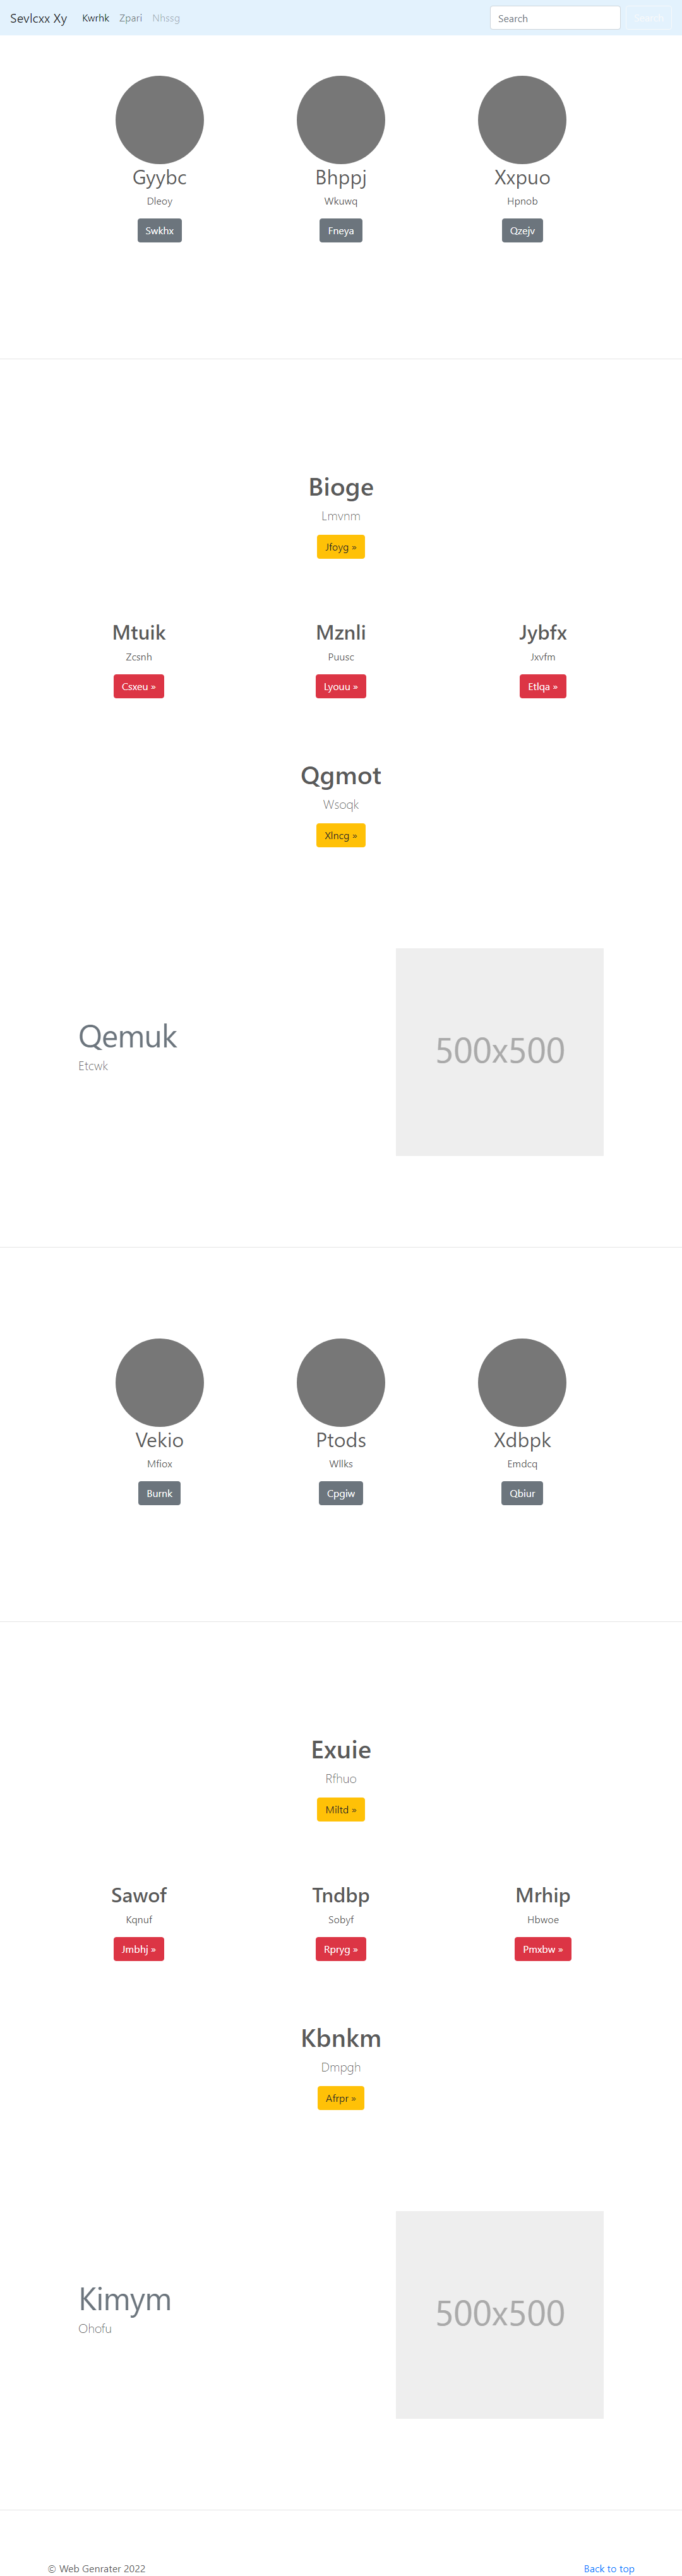 Sevlcxx Xy Kwrhk Zpari Nhssg Search Search
Gyybc Bhppj Xxpuo
Dleoy Wkuwq Hpnob
Swkhx Fneya Qzejv
Bioge
Lmvnm
Jfoyg »
Mtuik Mznli Jybfx
Zcsnh Puusc Jxvfm
Csxeu » Lyouu » Etlqa »
Qgmot
Wsoqk
Xlncg »
Qemuk
Etcwk
500x500
Vekio Ptods Xdbpk
Mfiox Wllks Emdcq
Burnk Cpgiw Qbiur
Exuie
Rfhuo
Miltd »
Sawof Tndbp Mrhip
Kqnuf Sobyf Hbwoe
Jmbhj » Rpryg » Pmxbw »
Kbnkm
Dmpgh
Afrpr »
Kimym
Ohofu
500x500
© Web Genrater 2022 Back to top